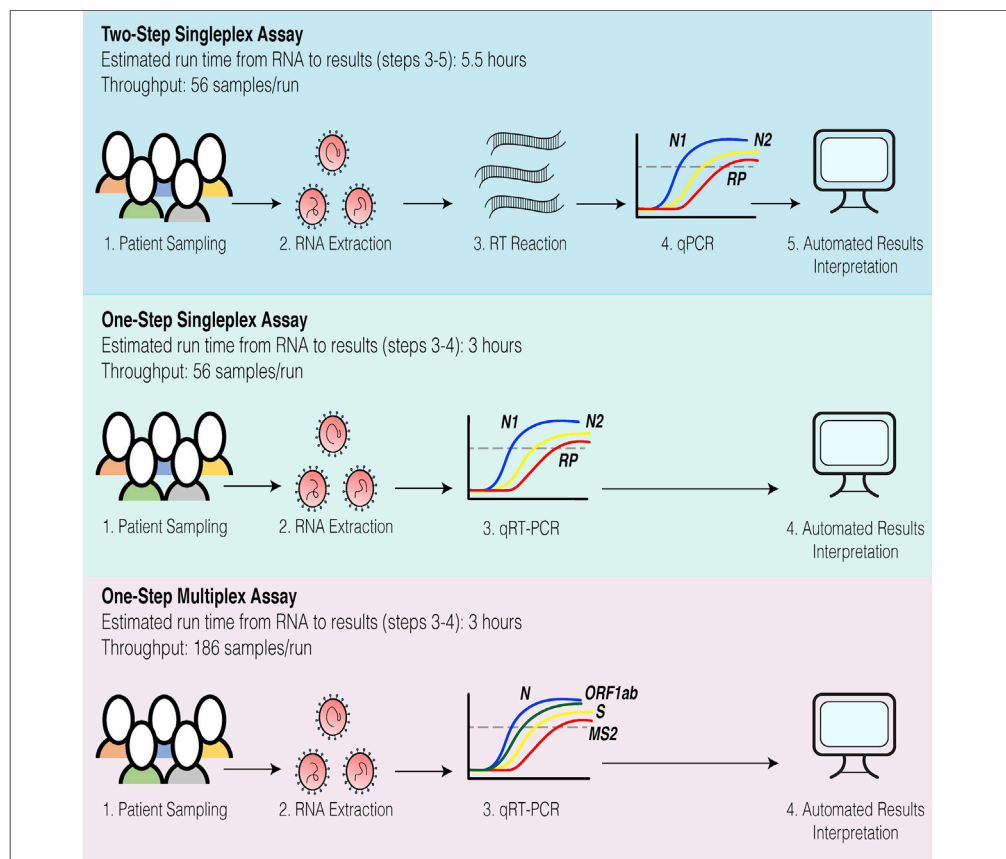 Two-Step Singleplex Assay
Estimated run time from RNA to results (steps 3-5): 5.5 hours
Throughput: 56 samples/run
N1
N2
RP
1. Patient Sampling
2. RNA Extraction
3. RT Reaction
4. qPCR
5. Automated Results
Interpretation
One-Step Singleplex Assay
Estimated run time from RNA to results (steps 3-4): 3 hours
Throughput: 56 samples/run
N1
N2
RP
1. Patient Sampling
2. RNA Extraction
3. qRT-PCR
4. Automated Results
Interpretation
One-Step Multiplex Assay
Estimated run time from RNA to results (steps 3-4): 3 hours
Throughput: 186 samples/run
N
ORF1ab
S
MS2
1. Patient Sampling
2. RNA Extraction
3. qRT-PCR
4. Automated Results
Interpretation